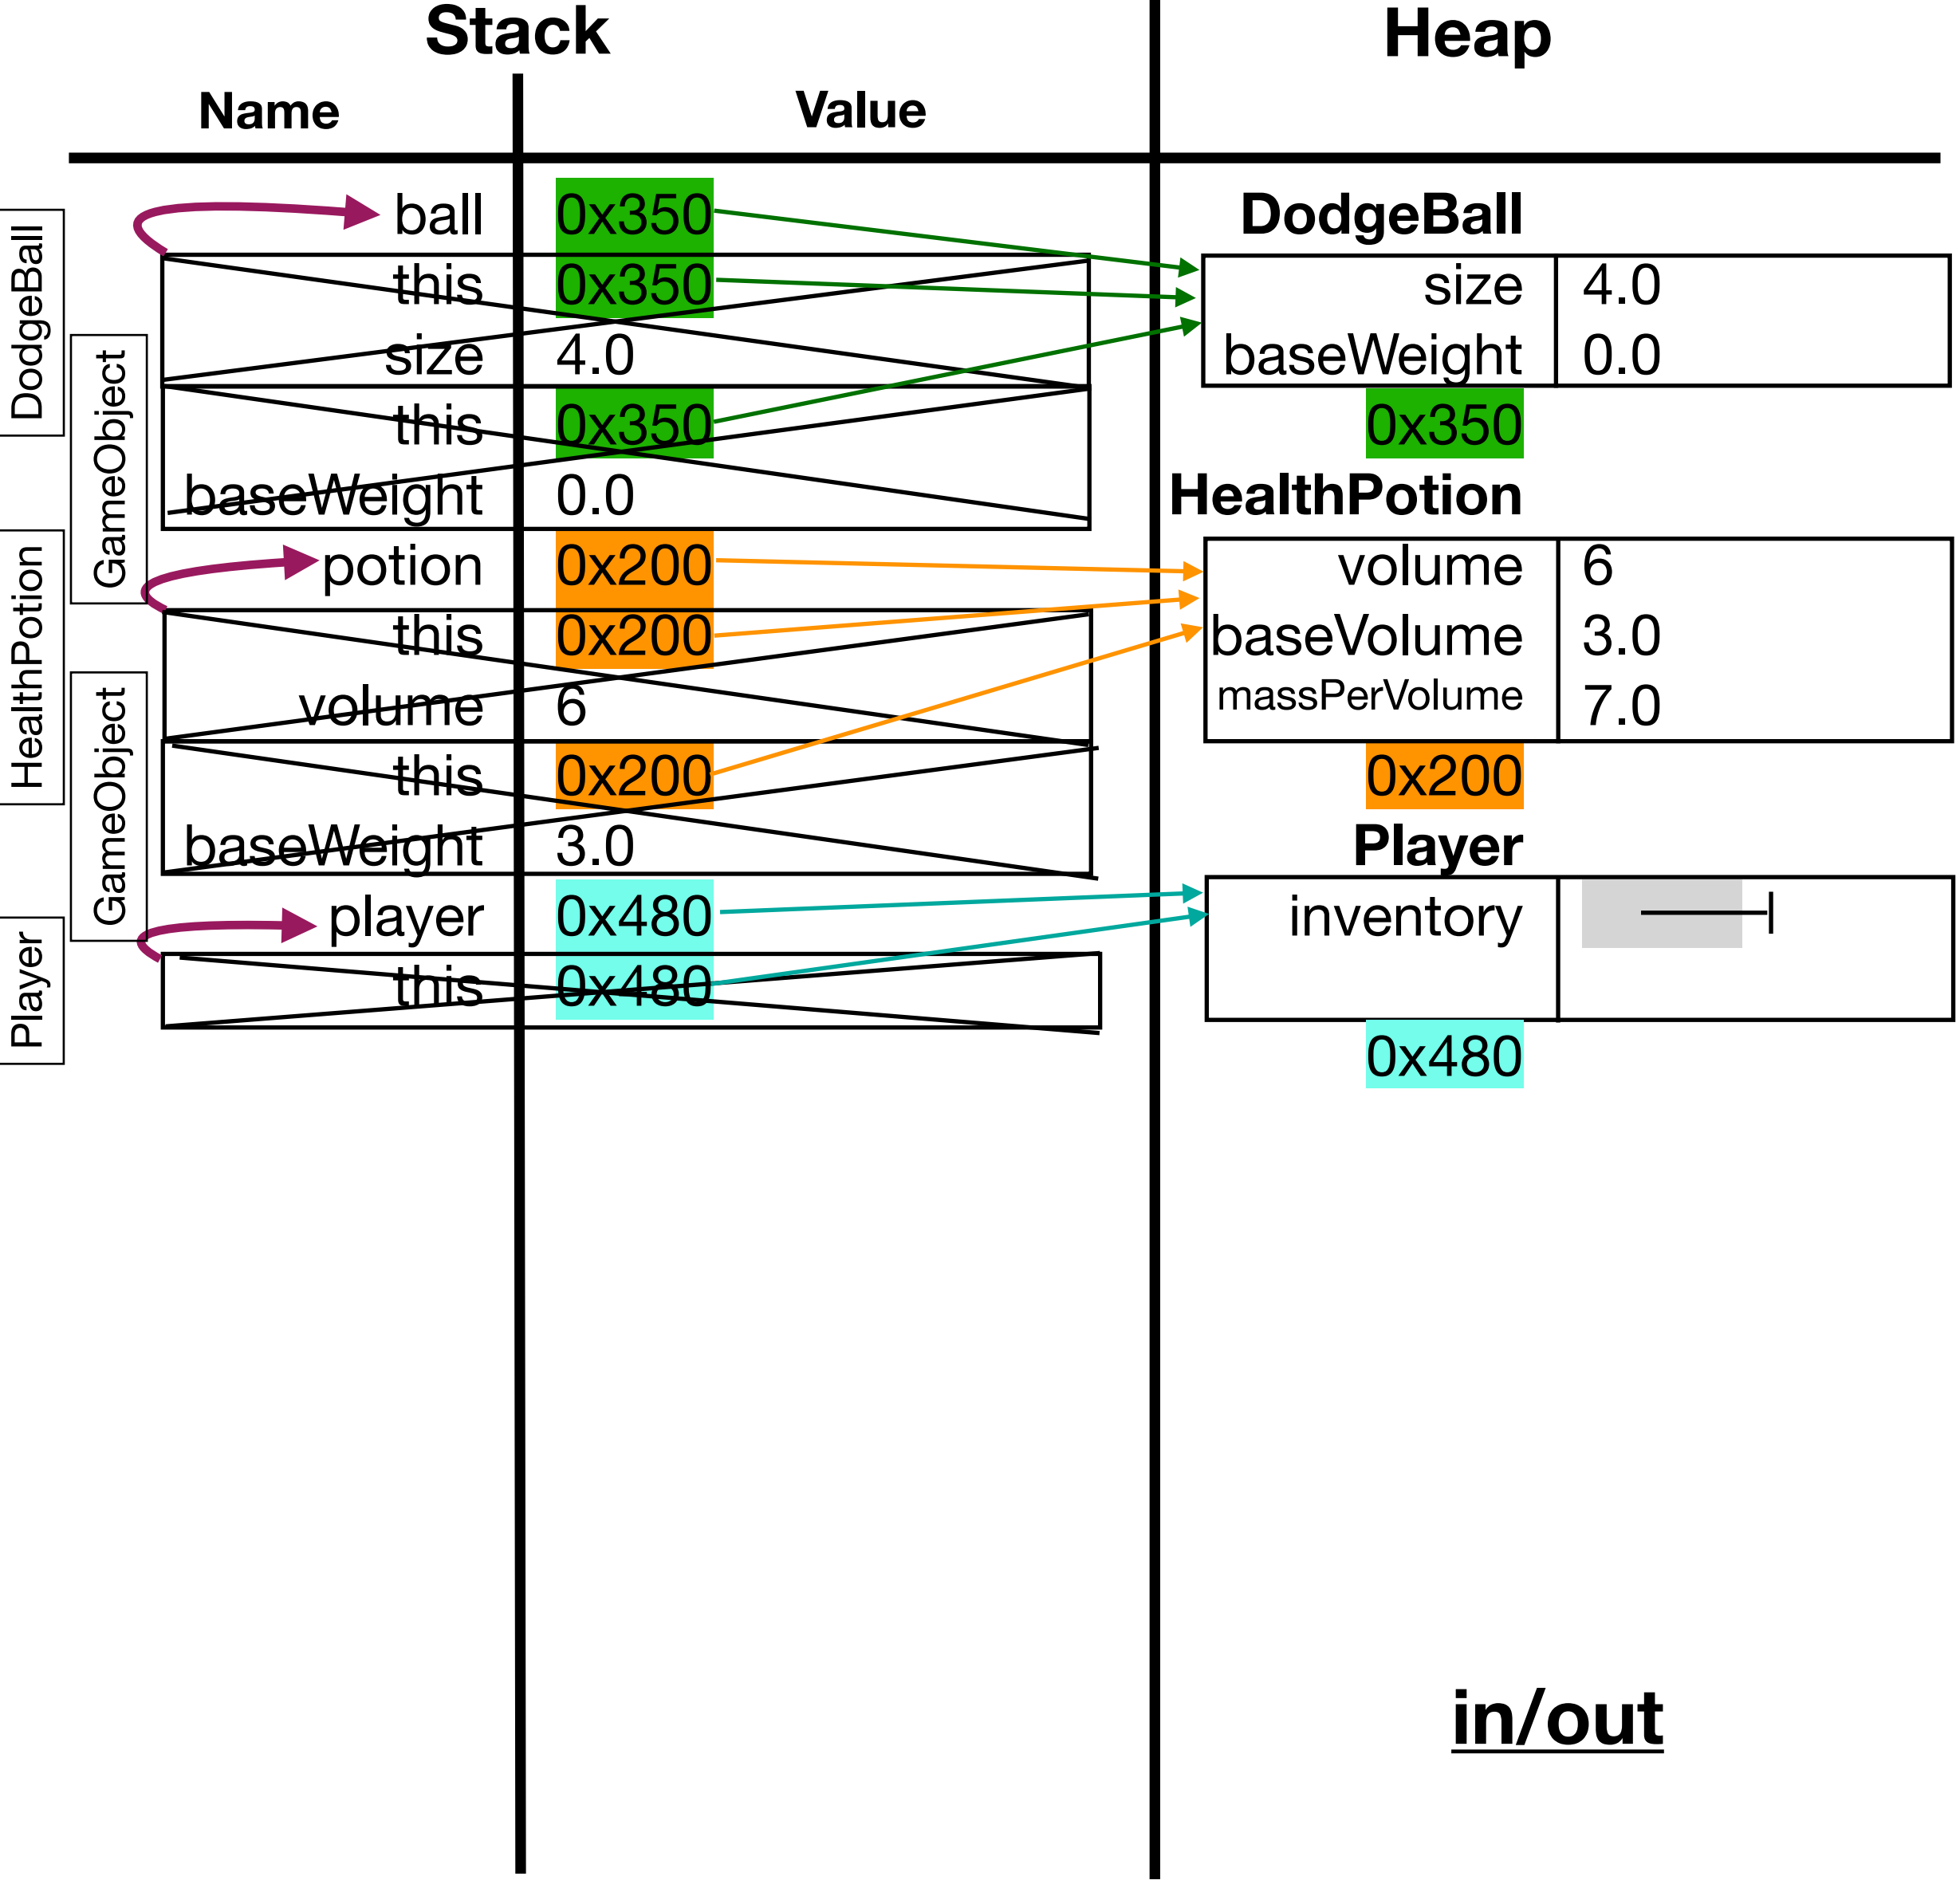 Stack
Heap
Name
Value
DodgeBall
GameObject
HealthPotion
GameObject
Player
ball 0x350
this 0x350
size 4.0
this 0x350
baseWeight 0.0
potion 0x200
this 0x200
volume 6
this 0x200
baseWeight 3.0
player 0x480
this 0x480
DodgeBall
size 4.0
baseWeight 0.0
0x350
HealthPotion
volume 6
baseVolume 3.0
massPerVolume 7.0
0x200
Player
inventory
0x480
in/out